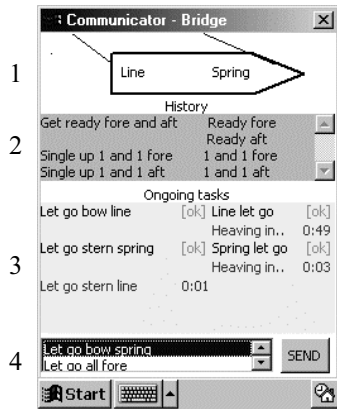 Communicator - Bridge
1
Line Spring
History
2
Get ready fore and aft Ready fore
Ready aft
Single up 1 and 1 fore 1 and 1 fore
Single up 1 and 1 aft 1 and 1 aft
Ongoing tasks
Let go bow line [ok] Line let go [ok]
Heaving in.. 0:49
3
Let go stern spring [ok] Spring let go [ok]
Heaving in.. 0:03
Let go stern line 0:01
4
Let go bow spring
Let go all fore
SEND
Start